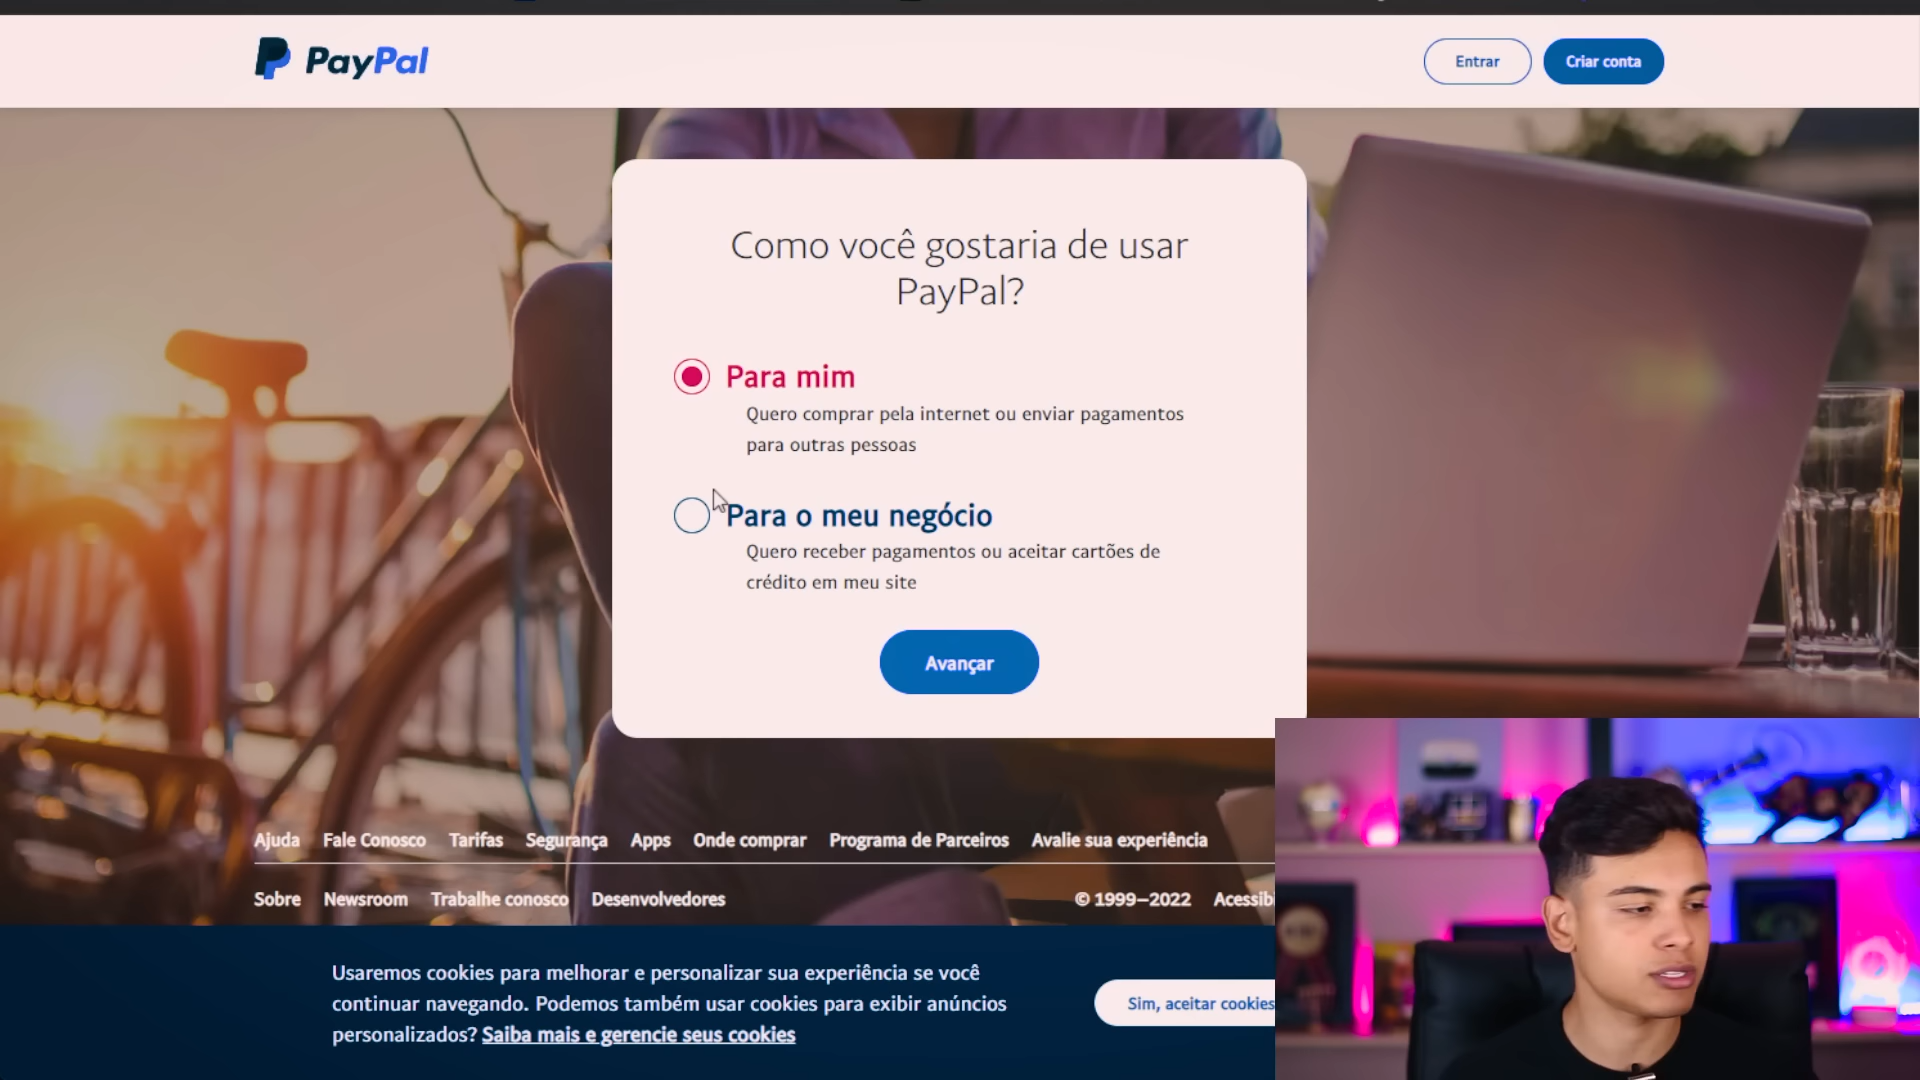 PayPal
Entrar
Criar conta
Como você gostaria de usar
PayPal?
Para mim
Quero comprar pela internet ou enviar pagamentos
para outras pessoas
Para o meu negócio
Quero receber pagamentos ou aceitar cartões de
crédito em meu site
Avançar
Ajuda Fale Conosco Tarifas Segurança Apps Onde comprar Programa de Parceiros Avalie sua experiência
Sobre Newsroom Trabalhe conosco Desenvolvedores © 1999–2022
Usaremos cookies para melhorar e personalizar sua experiência se você
continuar navegando. Podemos também usar cookies para exibir anúncios
personalizados? Saiba mais e gerencie seus cookies
Sim, aceitar cookies